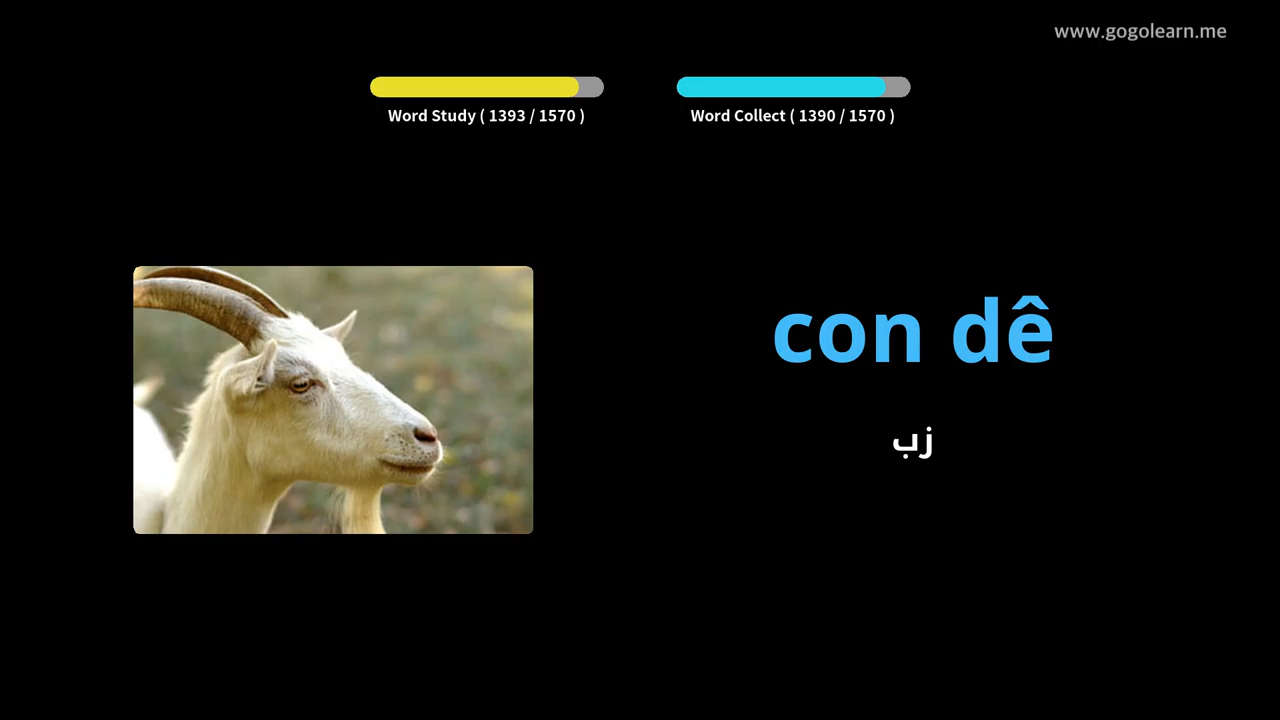 www.gogolearn.me
Word Study ( 1393 / 1570 )
Word Collect ( 1390 / 1570 )
con dê
زب